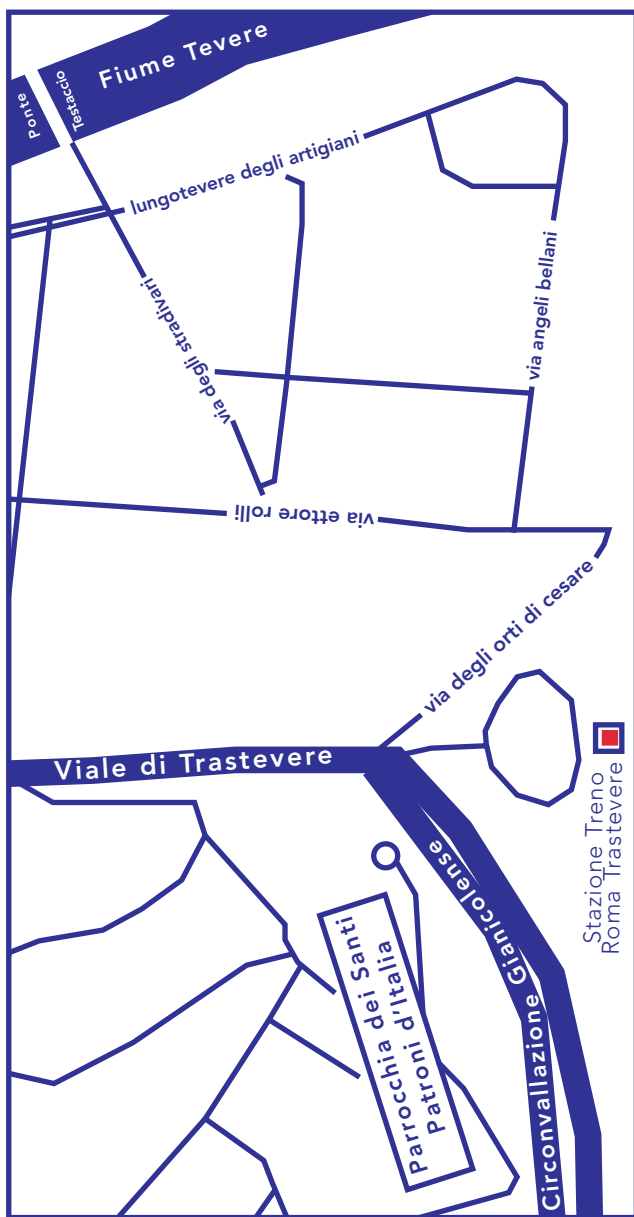 Fiume Tevere
Ponte
Testaccio
lungotevere degli artigiani
via degli stradivari
via angeli bellani
via ettore rolli
via degli orti di cesare
Viale di Trastevere
Stazione Treno
Roma Trastevere
Circonvallazione Gianicolense
Parrocchia dei Santi
Patroni d'Italia